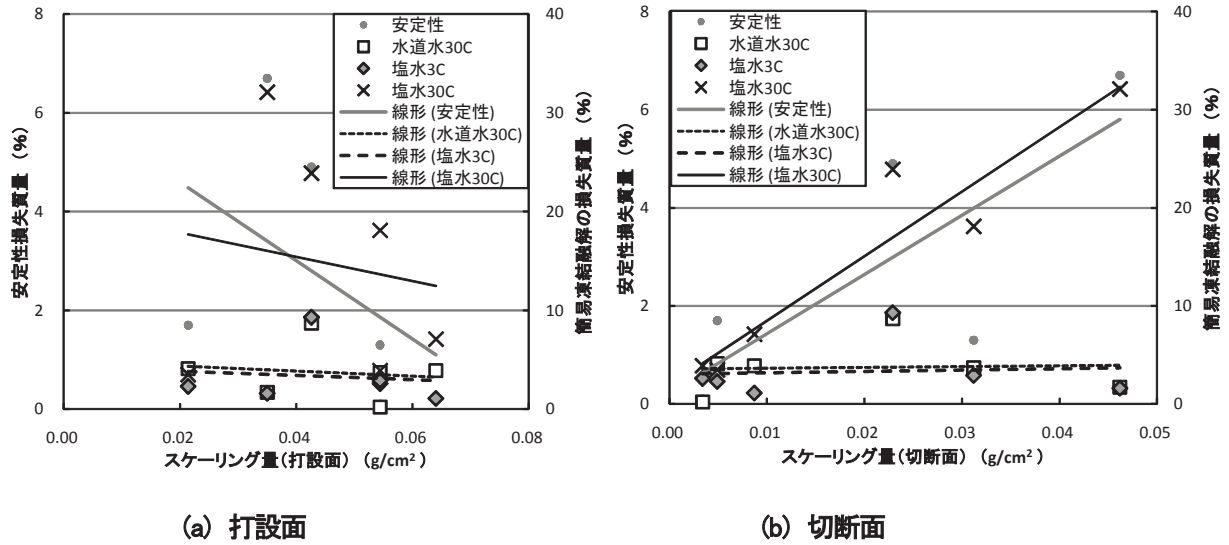 8
6
4
2
0
安定性損失質量（%）
40
30
20
10
0
簡易凍結融解の損失質量（%）
安定性
水道水30C
塩水3C
塩水30C
線形 (安定性)
線形 (水道水30C)
線形 (塩水3C)
線形 (塩水30C)
0.00 0.02 0.04 0.06 0.08
スケーリング量(打設面）（g/cm²）
(a) 打設面
8
6
4
2
0
安定性損失質量（%）
40
30
20
10
0
簡易凍結融解の損失質量（%）
安定性
水道水30C
塩水3C
塩水30C
線形 (安定性)
線形 (水道水30C)
線形 (塩水3C)
線形 (塩水30C)
0.00 0.01 0.02 0.03 0.04 0.05
スケーリング量(切断面）（g/cm²）
(b) 切断面